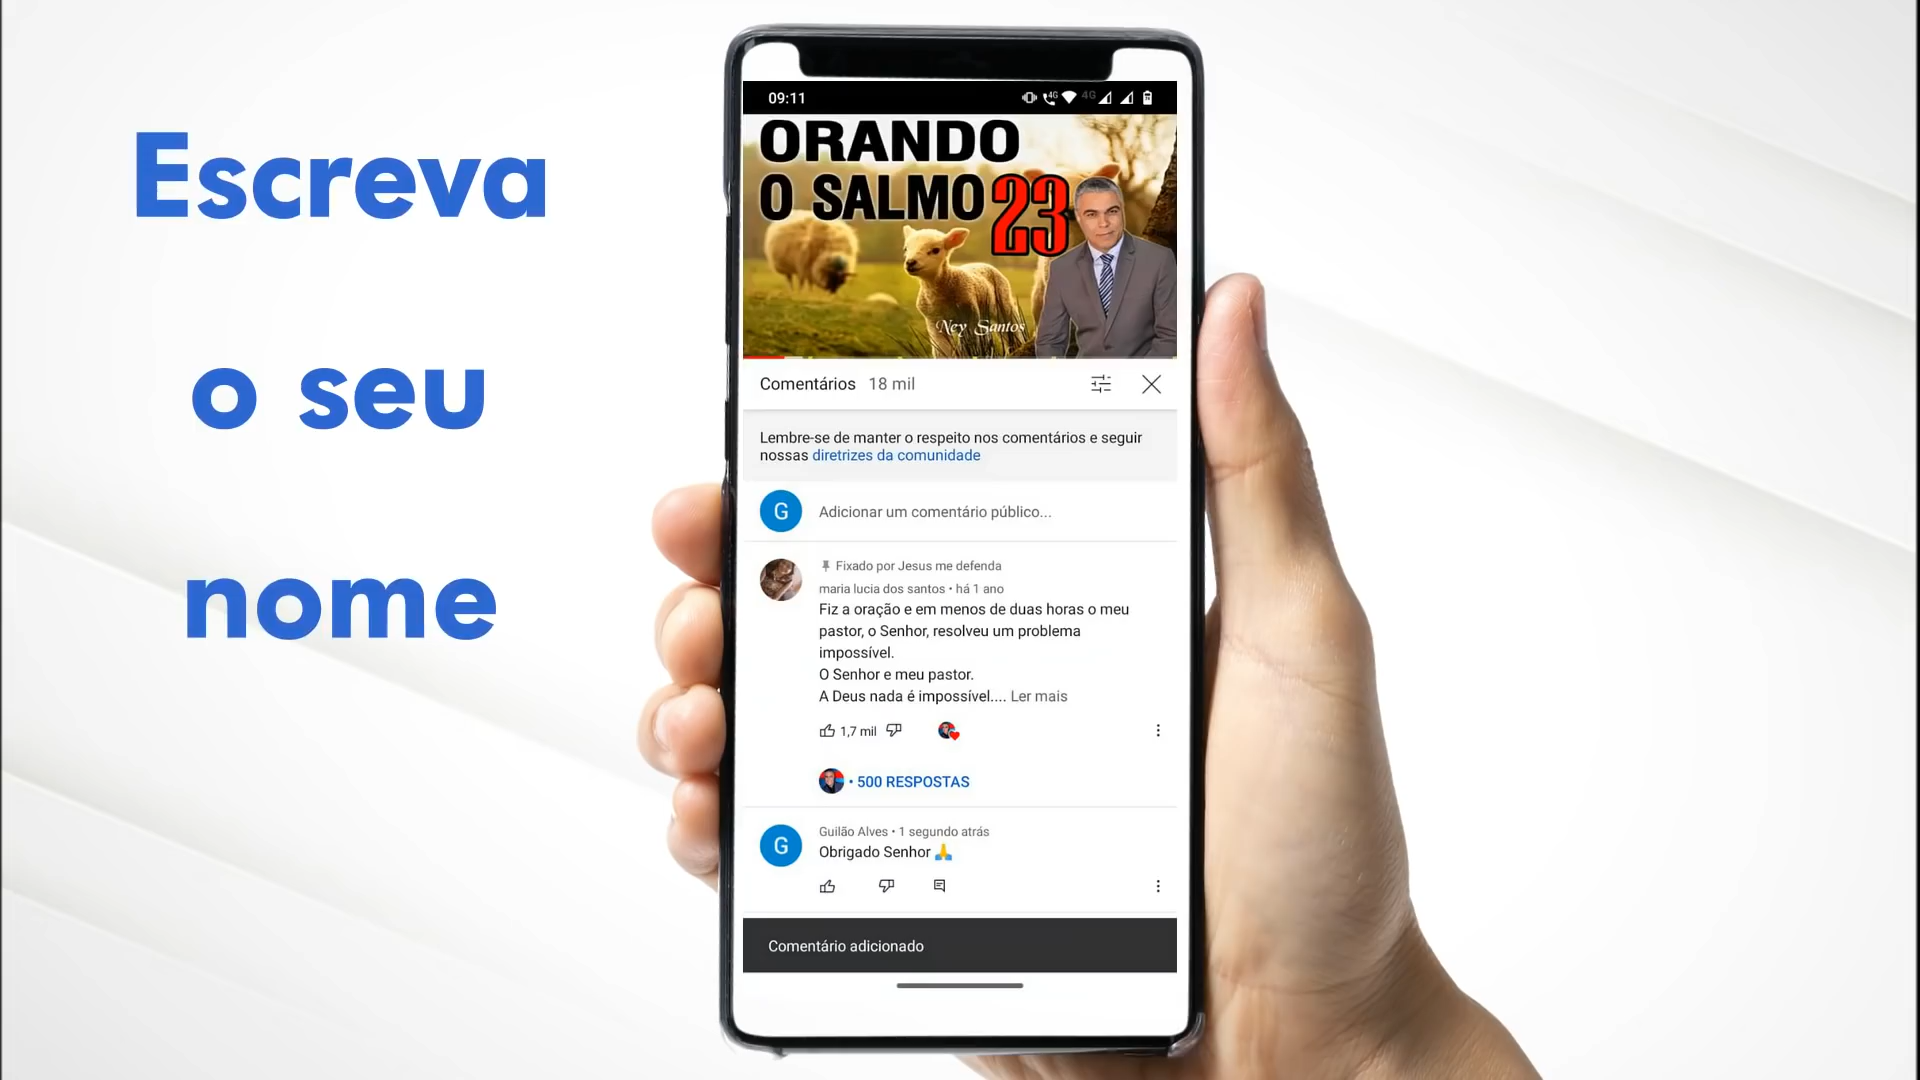 Escreva
o seu
nome
09:11
4G
4G
ORANDO
O SALMO 23
Ney Santos
Comentários 18 mil
Lembre-se de manter o respeito nos comentários e seguir
nossas diretrizes da comunidade
G
Adicionar um comentário público...
Fixado por Jesus me defenda
maria lucia dos santos • há 1 ano
Fiz a oração e em menos de duas horas o meu
pastor, o Senhor, resolveu um problema
impossível.
O Senhor e meu pastor.
A Deus nada é impossível.... Ler mais
1,7 mil
• 500 RESPOSTAS
G
Guilão Alves • 1 segundo atrás
Obrigado Senhor 🙏
Comentário adicionado